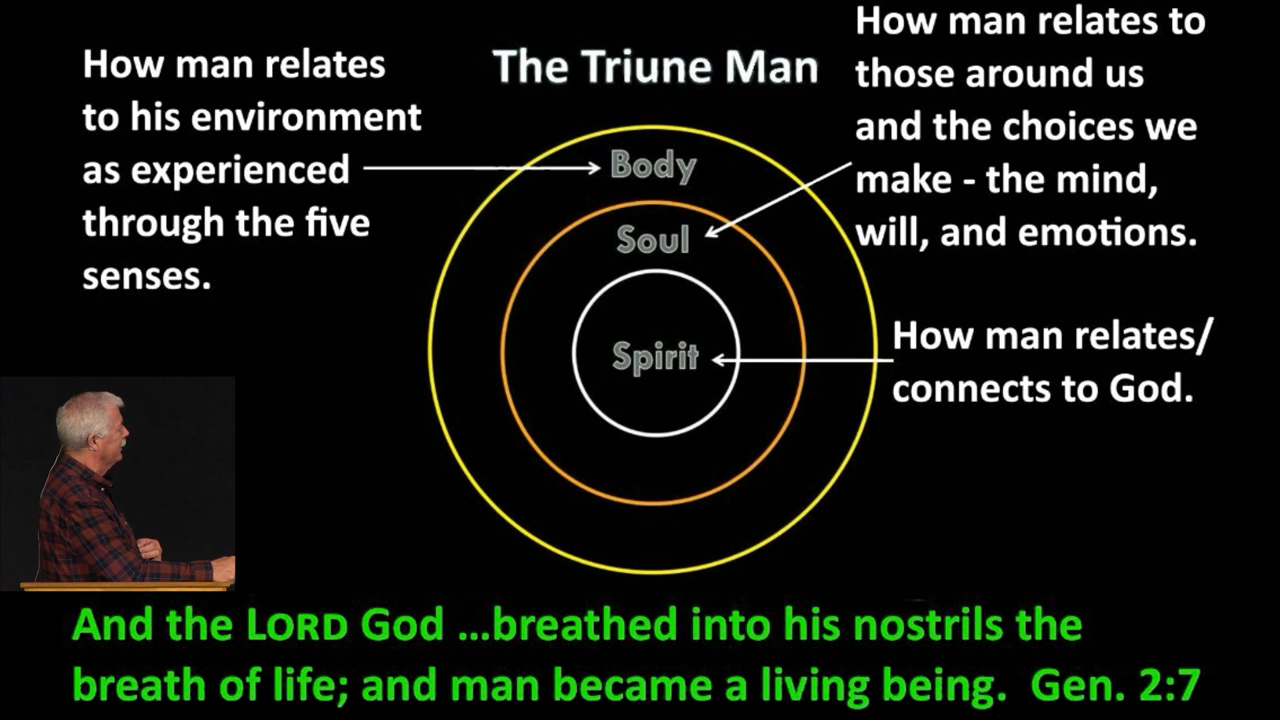 The Triune Man
How man relates
to his environment
as experienced
through the five
senses.
How man relates to
those around us
and the choices we
make - the mind,
will, and emotions.
Body
Soul
Spirit
How man relates/
connects to God.
And the LORD God ...breathed into his nostrils the
breath of life; and man became a living being. Gen. 2:7